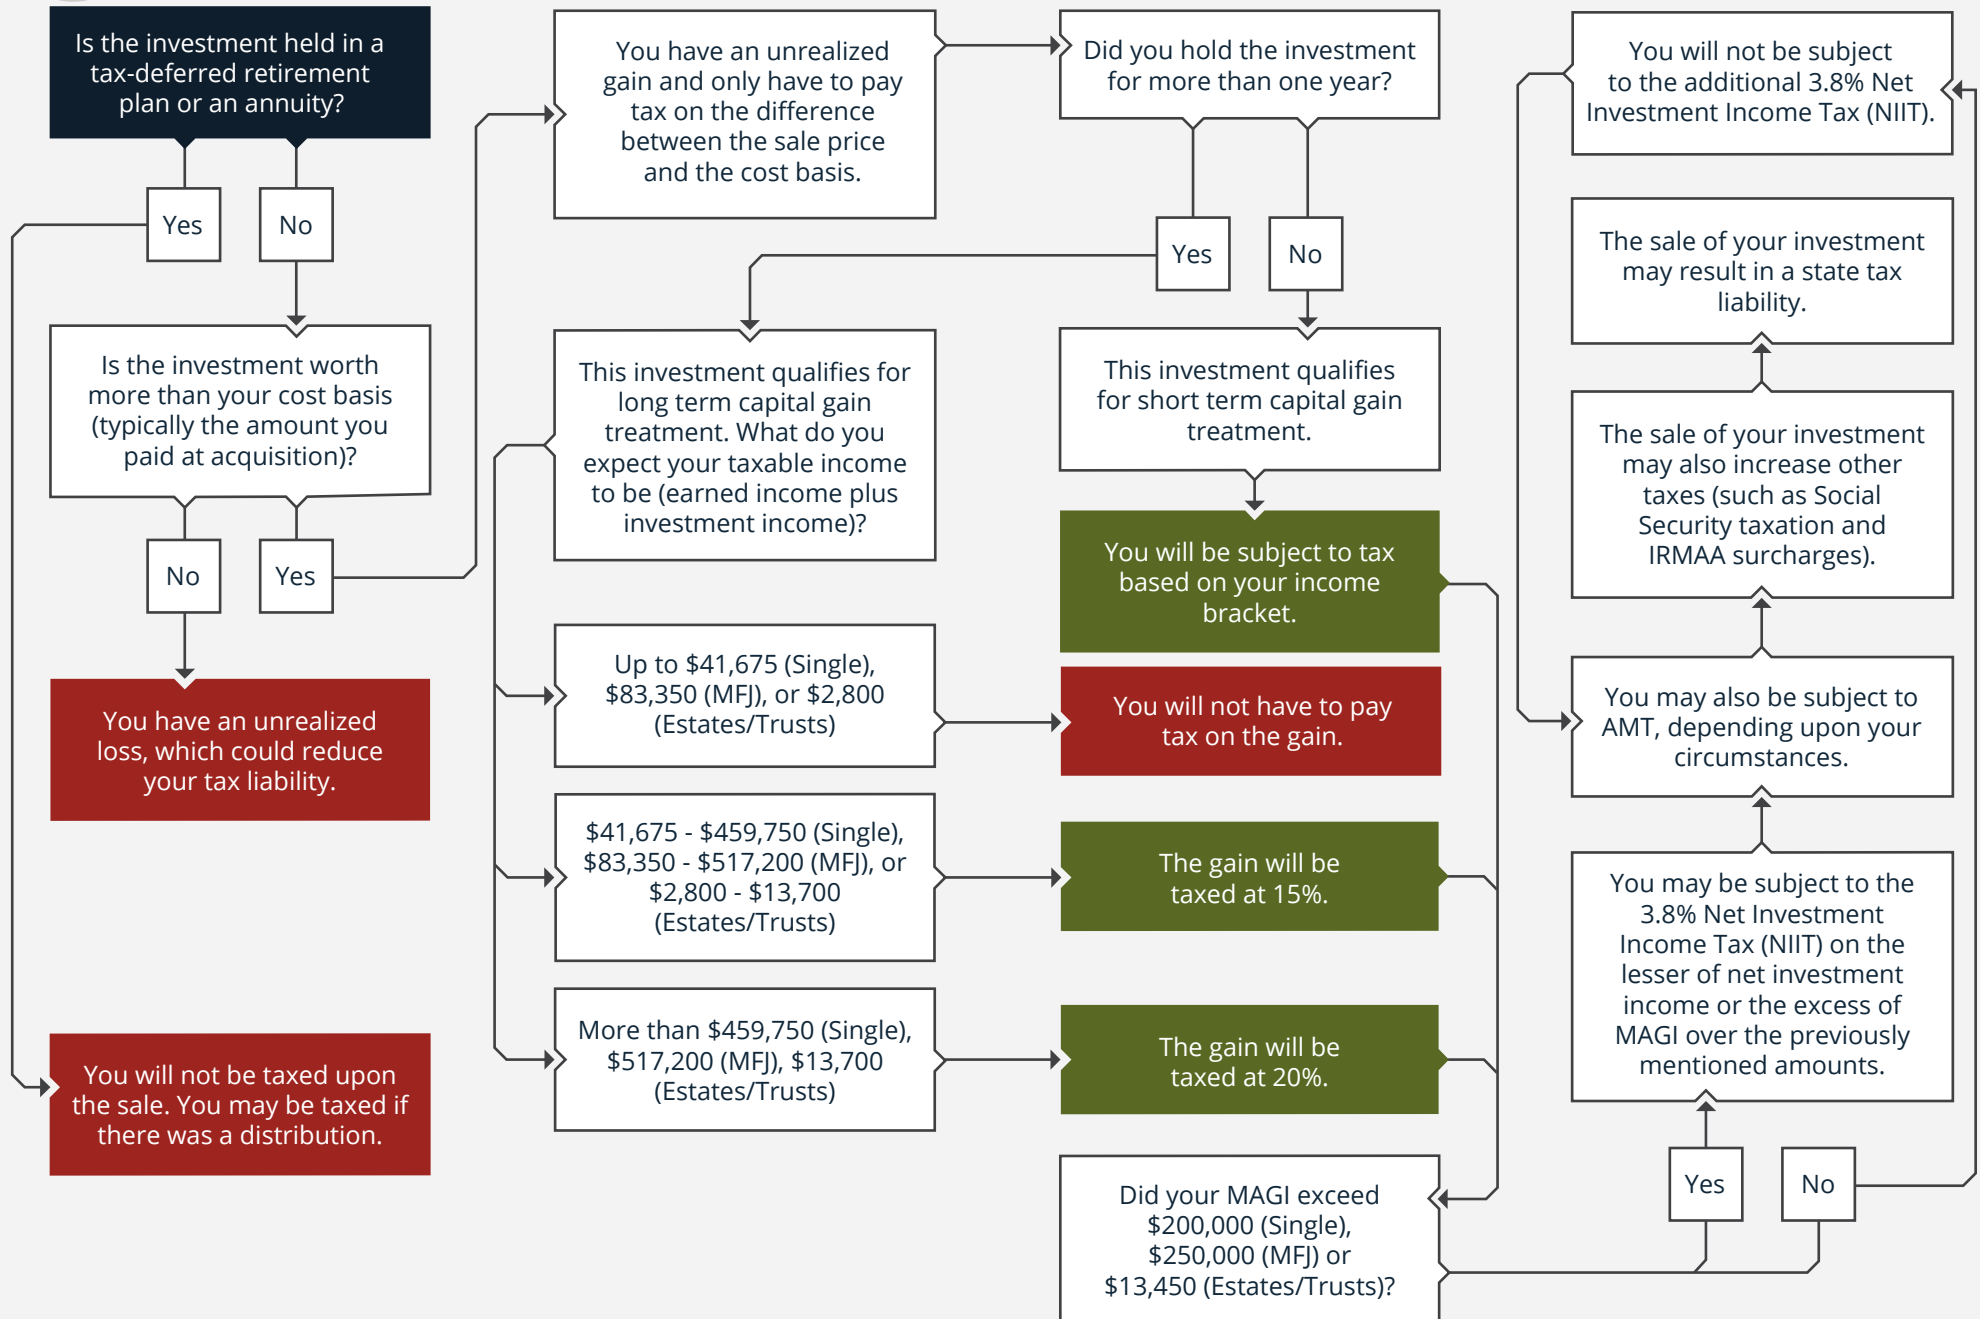 Is the investment held in a
tax-deferred retirement
plan or an annuity?
Yes
No
Is the investment worth
more than your cost basis
(typically the amount you
paid at acquisition)?
No
Yes
You have an unrealized
loss, which could reduce
your tax liability.
You will not be taxed upon
the sale. You may be taxed if
there was a distribution.
You have an unrealized
gain and only have to pay
tax on the difference
between the sale price
and the cost basis.
Did you hold the investment
for more than one year?
Yes
No
This investment qualifies for
long term capital gain
treatment. What do you
expect your taxable income
to be (earned income plus
investment income)?
This investment qualifies
for short term capital gain
treatment.
You will be subject to tax
based on your income
bracket.
Up to $41,675 (Single),
$83,350 (MFJ), or $2,800
(Estates/Trusts)
You will not have to pay
tax on the gain.
$41,675 - $459,750 (Single),
$83,350 - $517,200 (MFJ), or
$2,800 - $13,700
(Estates/Trusts)
The gain will be
taxed at 15%.
More than $459,750 (Single),
$517,200 (MFJ), $13,700
(Estates/Trusts)
The gain will be
taxed at 20%.
Did your MAGI exceed
$200,000 (Single),
$250,000 (MFJ) or
$13,450 (Estates/Trusts)?
Yes
No
You will not be subject
to the additional 3.8% Net
Investment Income Tax (NIIT).
The sale of your investment
may result in a state tax
liability.
The sale of your investment
may also increase other
taxes (such as Social
Security taxation and
IRMAA surcharges).
You may also be subject to
AMT, depending upon your
circumstances.
You may be subject to the
3.8% Net Investment
Income Tax (NIIT) on the
lesser of net investment
income or the excess of
MAGI over the previously
mentioned amounts.